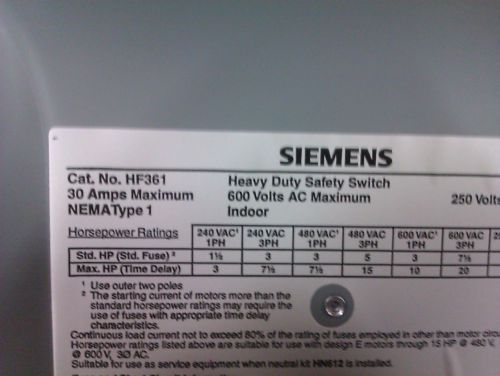 SIEMENS
Cat. No. HF361 Heavy Duty Safety Switch
30 Amps Maximum 600 Volts AC Maximum 250 Volts
NEMAType 1 Indoor
Horsepower Ratings 240 VAC¹ 1PH 240 VAC 3PH 480 VAC¹ 1PH 480 VAC 3PH 600 VAC¹ 1PH 600 VAC 3PH
Std. HP (Std. Fuse)² 1½ 3 3 5 3 7½
Max. HP (Time Delay) 3 7½ 7½ 15 10 20
¹ Use outer two poles
² The starting current of motors more than the
standard horsepower ratings may require the
use of fuses with appropriate time delay
characteristics.
Continuous load current not to exceed 80% of the rating of fuses employed in other than motor
Horsepower ratings listed above are suitable for use with design E motors through 15 HP @ 480 V,
@ 600 V, 3Ø AC.
Suitable for use as service equipment when neutral kit HN612 is installed.